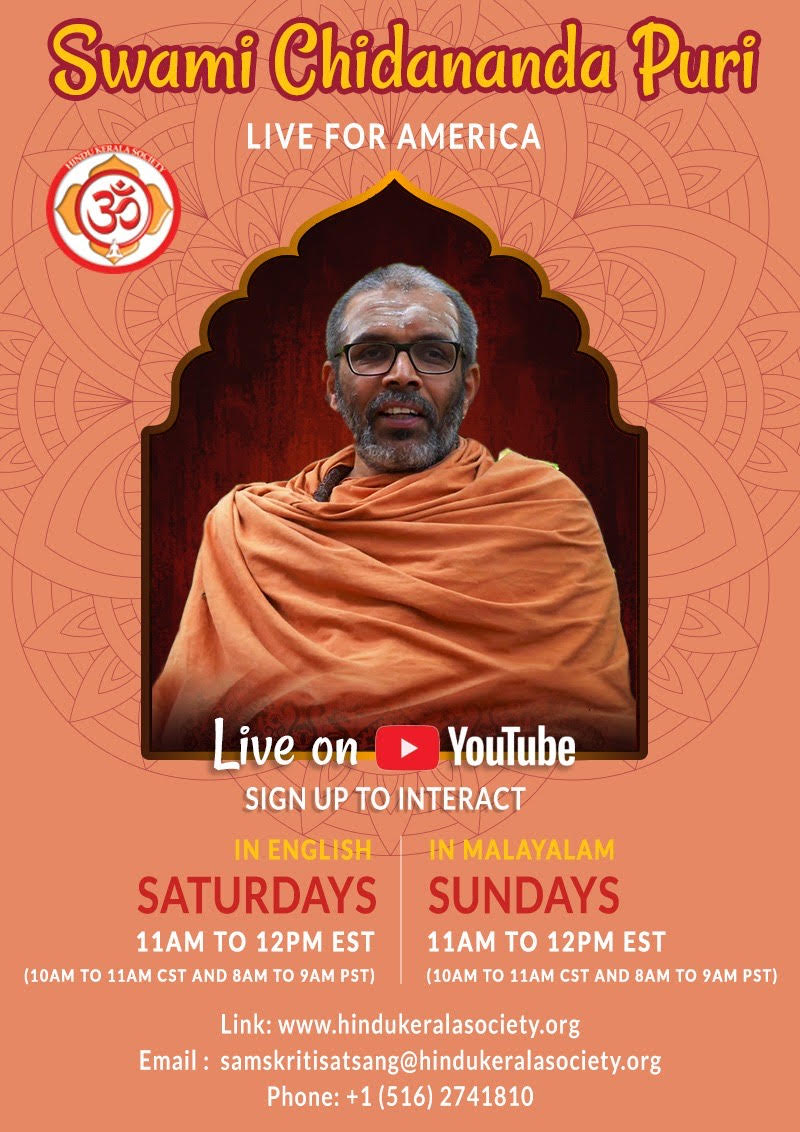 Swami Chidananda Puri
LIVE FOR AMERICA
HINDU KERALA SOCIETY
ॐ
Live on YouTube
SIGN UP TO INTERACT
IN ENGLISH
SATURDAYS
11AM TO 12PM EST
(10AM TO 11AM CST AND 8AM TO 9AM PST)
IN MALAYALAM
SUNDAYS
11AM TO 12PM EST
(10AM TO 11AM CST AND 8AM TO 9AM PST)
Link: www.hindukeralasociety.org
Email : samskritisatsang@hindukeralasociety.org
Phone: +1 (516) 2741810